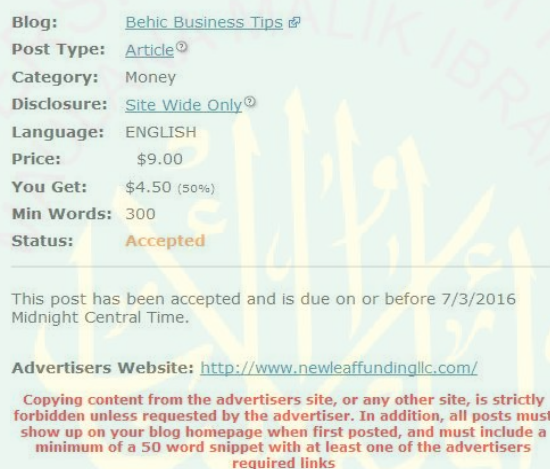 Blog: Behic Business Tips
Post Type: Article
Category: Money
Disclosure: Site Wide Only
Language: ENGLISH
Price: $9.00
You Get: $4.50 (50%)
Min Words: 300
Status: Accepted
This post has been accepted and is due on or before 7/3/2016
Midnight Central Time.
Advertisers Website: http://www.newleaffundingllc.com/
Copying content from the advertisers site, or any other site, is strictly
forbidden unless requested by the advertiser. In addition, all posts must
show up on your blog homepage when first posted, and must include a
minimum of a 50 word snippet with at least one of the advertisers
required links
MAULANA MALIK IBRA